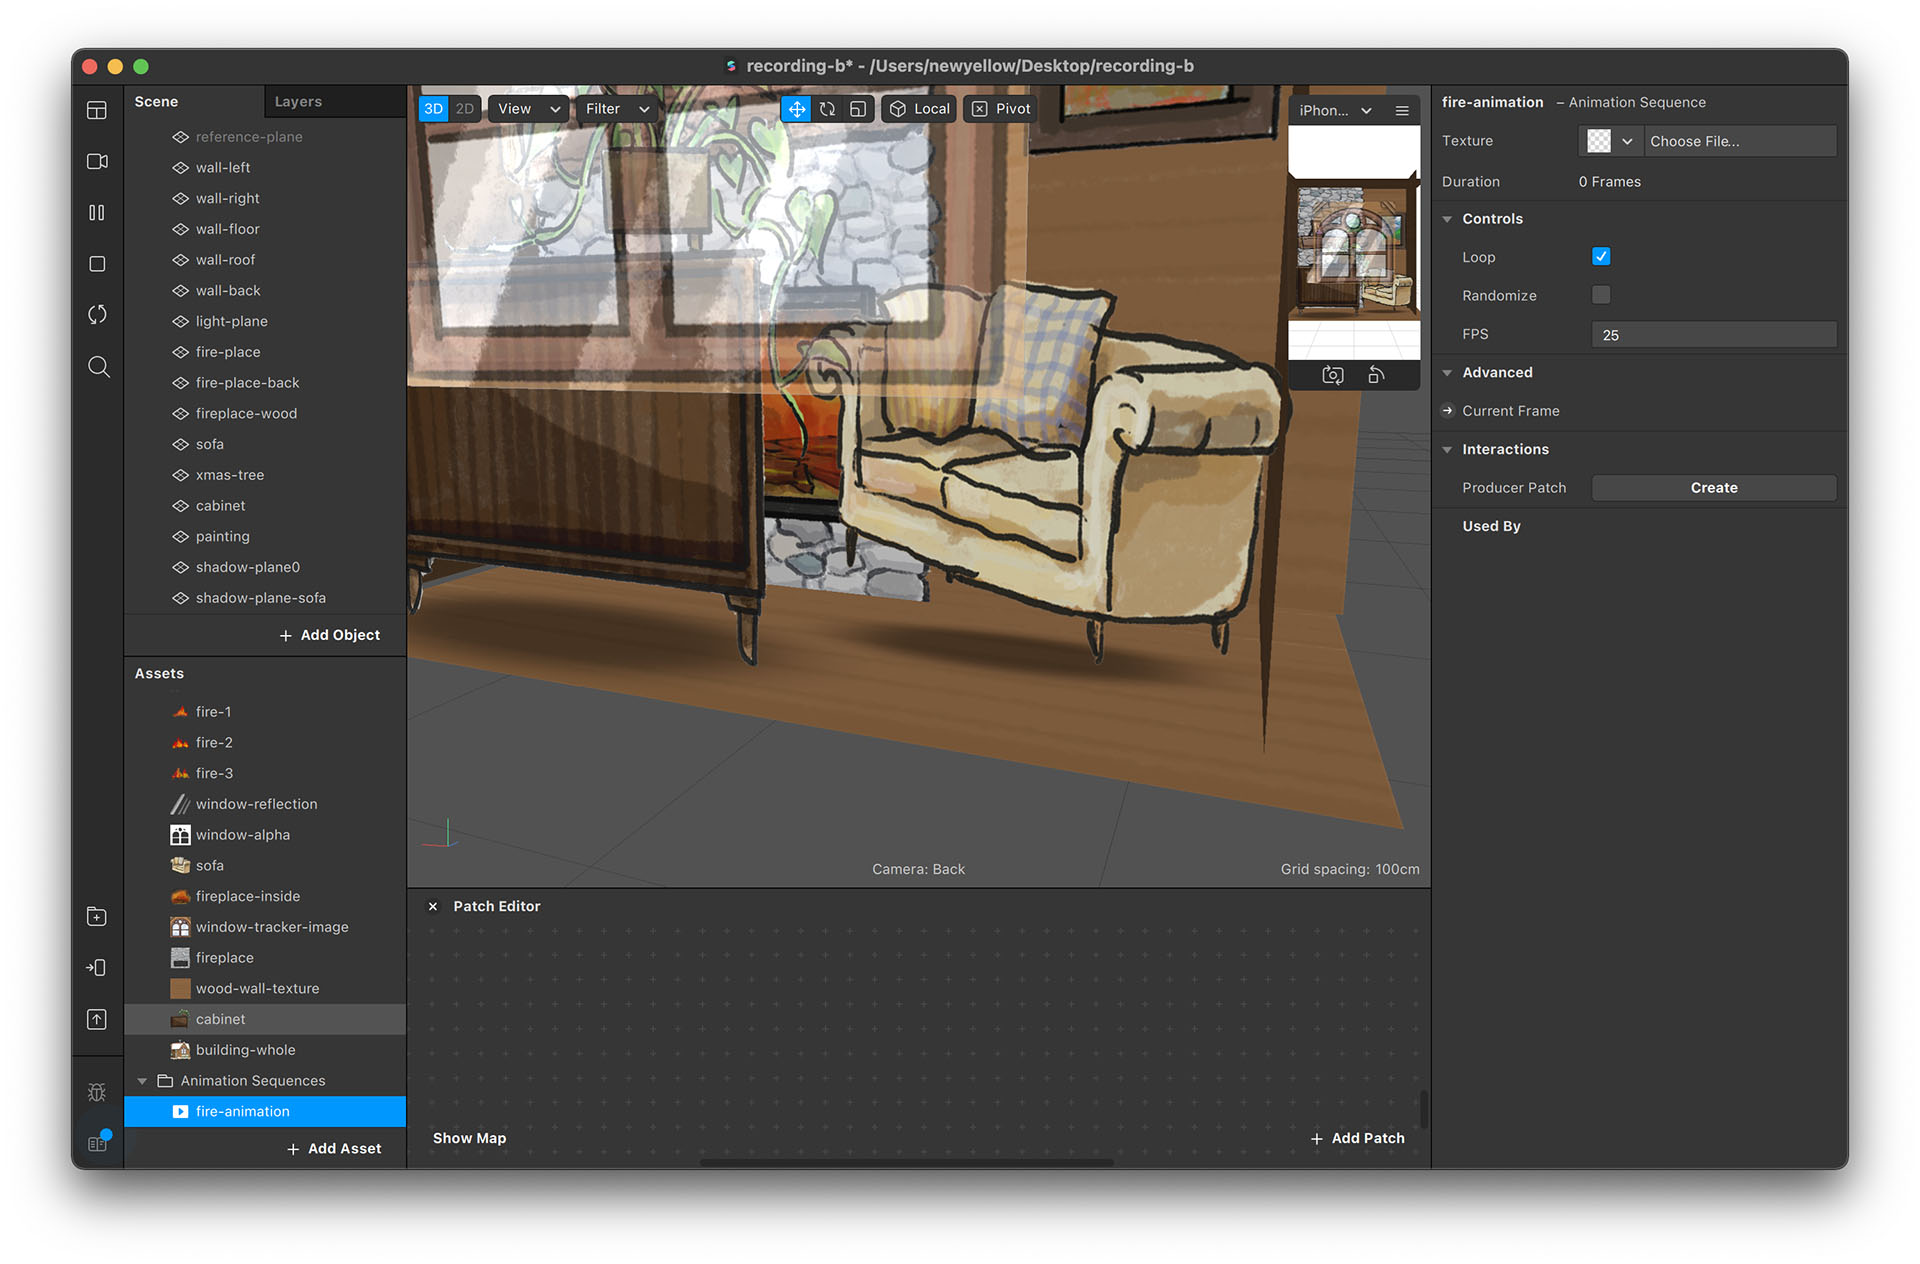 recording-b* - /Users/newyellow/Desktop/recording-b
Scene
Layers
reference-plane
wall-left
wall-right
wall-floor
wall-roof
wall-back
light-plane
fire-place
fire-place-back
fireplace-wood
sofa
xmas-tree
cabinet
painting
shadow-plane0
shadow-plane-sofa
+ Add Object
Assets
fire-1
fire-2
fire-3
window-reflection
window-alpha
sofa
fireplace-inside
window-tracker-image
fireplace
wood-wall-texture
cabinet
building-whole
Animation Sequences
fire-animation
+ Add Asset
3D 2D View Filter Local Pivot
iPhon...
Camera: Back
Grid spacing: 100cm
Patch Editor
Show Map
+ Add Patch
fire-animation – Animation Sequence
Texture Choose File...
Duration 0 Frames
Controls
Loop
Randomize
FPS 25
Advanced
Current Frame
Interactions
Producer Patch Create
Used By